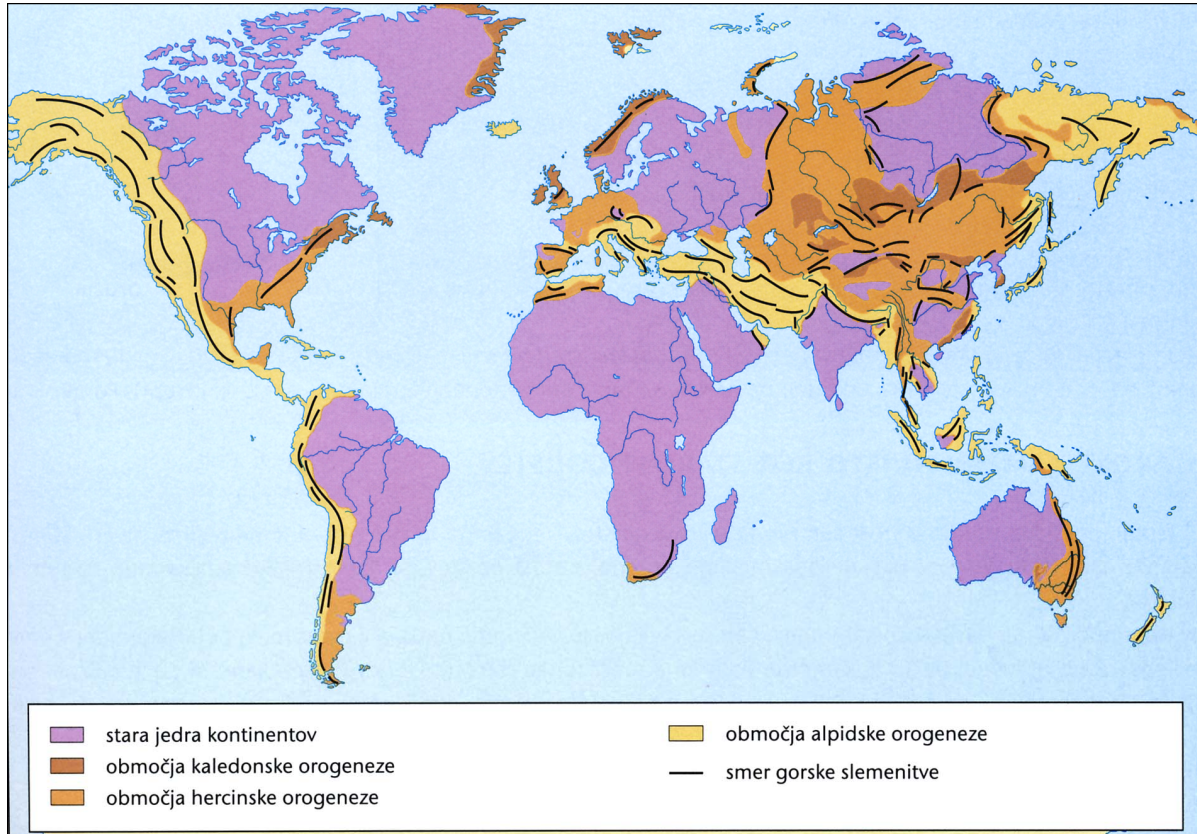 stara jedra kontinentov
območja kaledonske orogeneze
območja hercinske orogeneze
območja alpidske orogeneze
smer gorske slemenitve